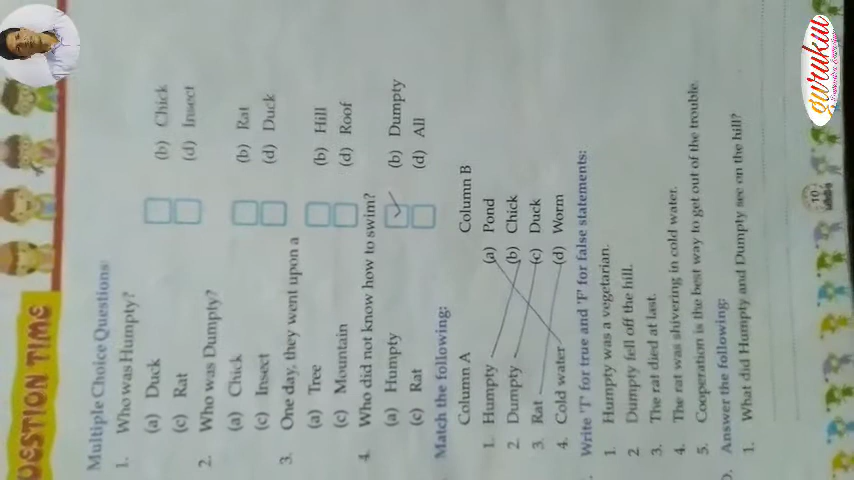 QUESTION TIME
Multiple Choice Questions
1. Who was Humpty?
(a) Duck (b) Chick
(c) Rat (d) Insect
2. Who was Dumpty?
(a) Chick (b) Rat
(c) Insect (d) Duck
3. One day, they went upon a
(a) Tree (b) Hill
(c) Mountain (d) Roof
4. Who did not know how to swim?
(a) Humpty (b) Dumpty
(c) Rat (d) All
Match the following:
Column A Column B
1. Humpty (a) Pond
2. Dumpty (b) Chick
3. Rat (c) Duck
4. Cold water (d) Worm
Write 'T' for true and 'F' for false statements:
1. Humpty was a vegetarian.
2. Dumpty fell off the hill.
3. The rat died at last.
4. The rat was shivering in cold water.
5. Cooperation is the best way to get out of the trouble.
D. Answer the following:
1. What did Humpty and Dumpty see on the hill?
10
gurukul